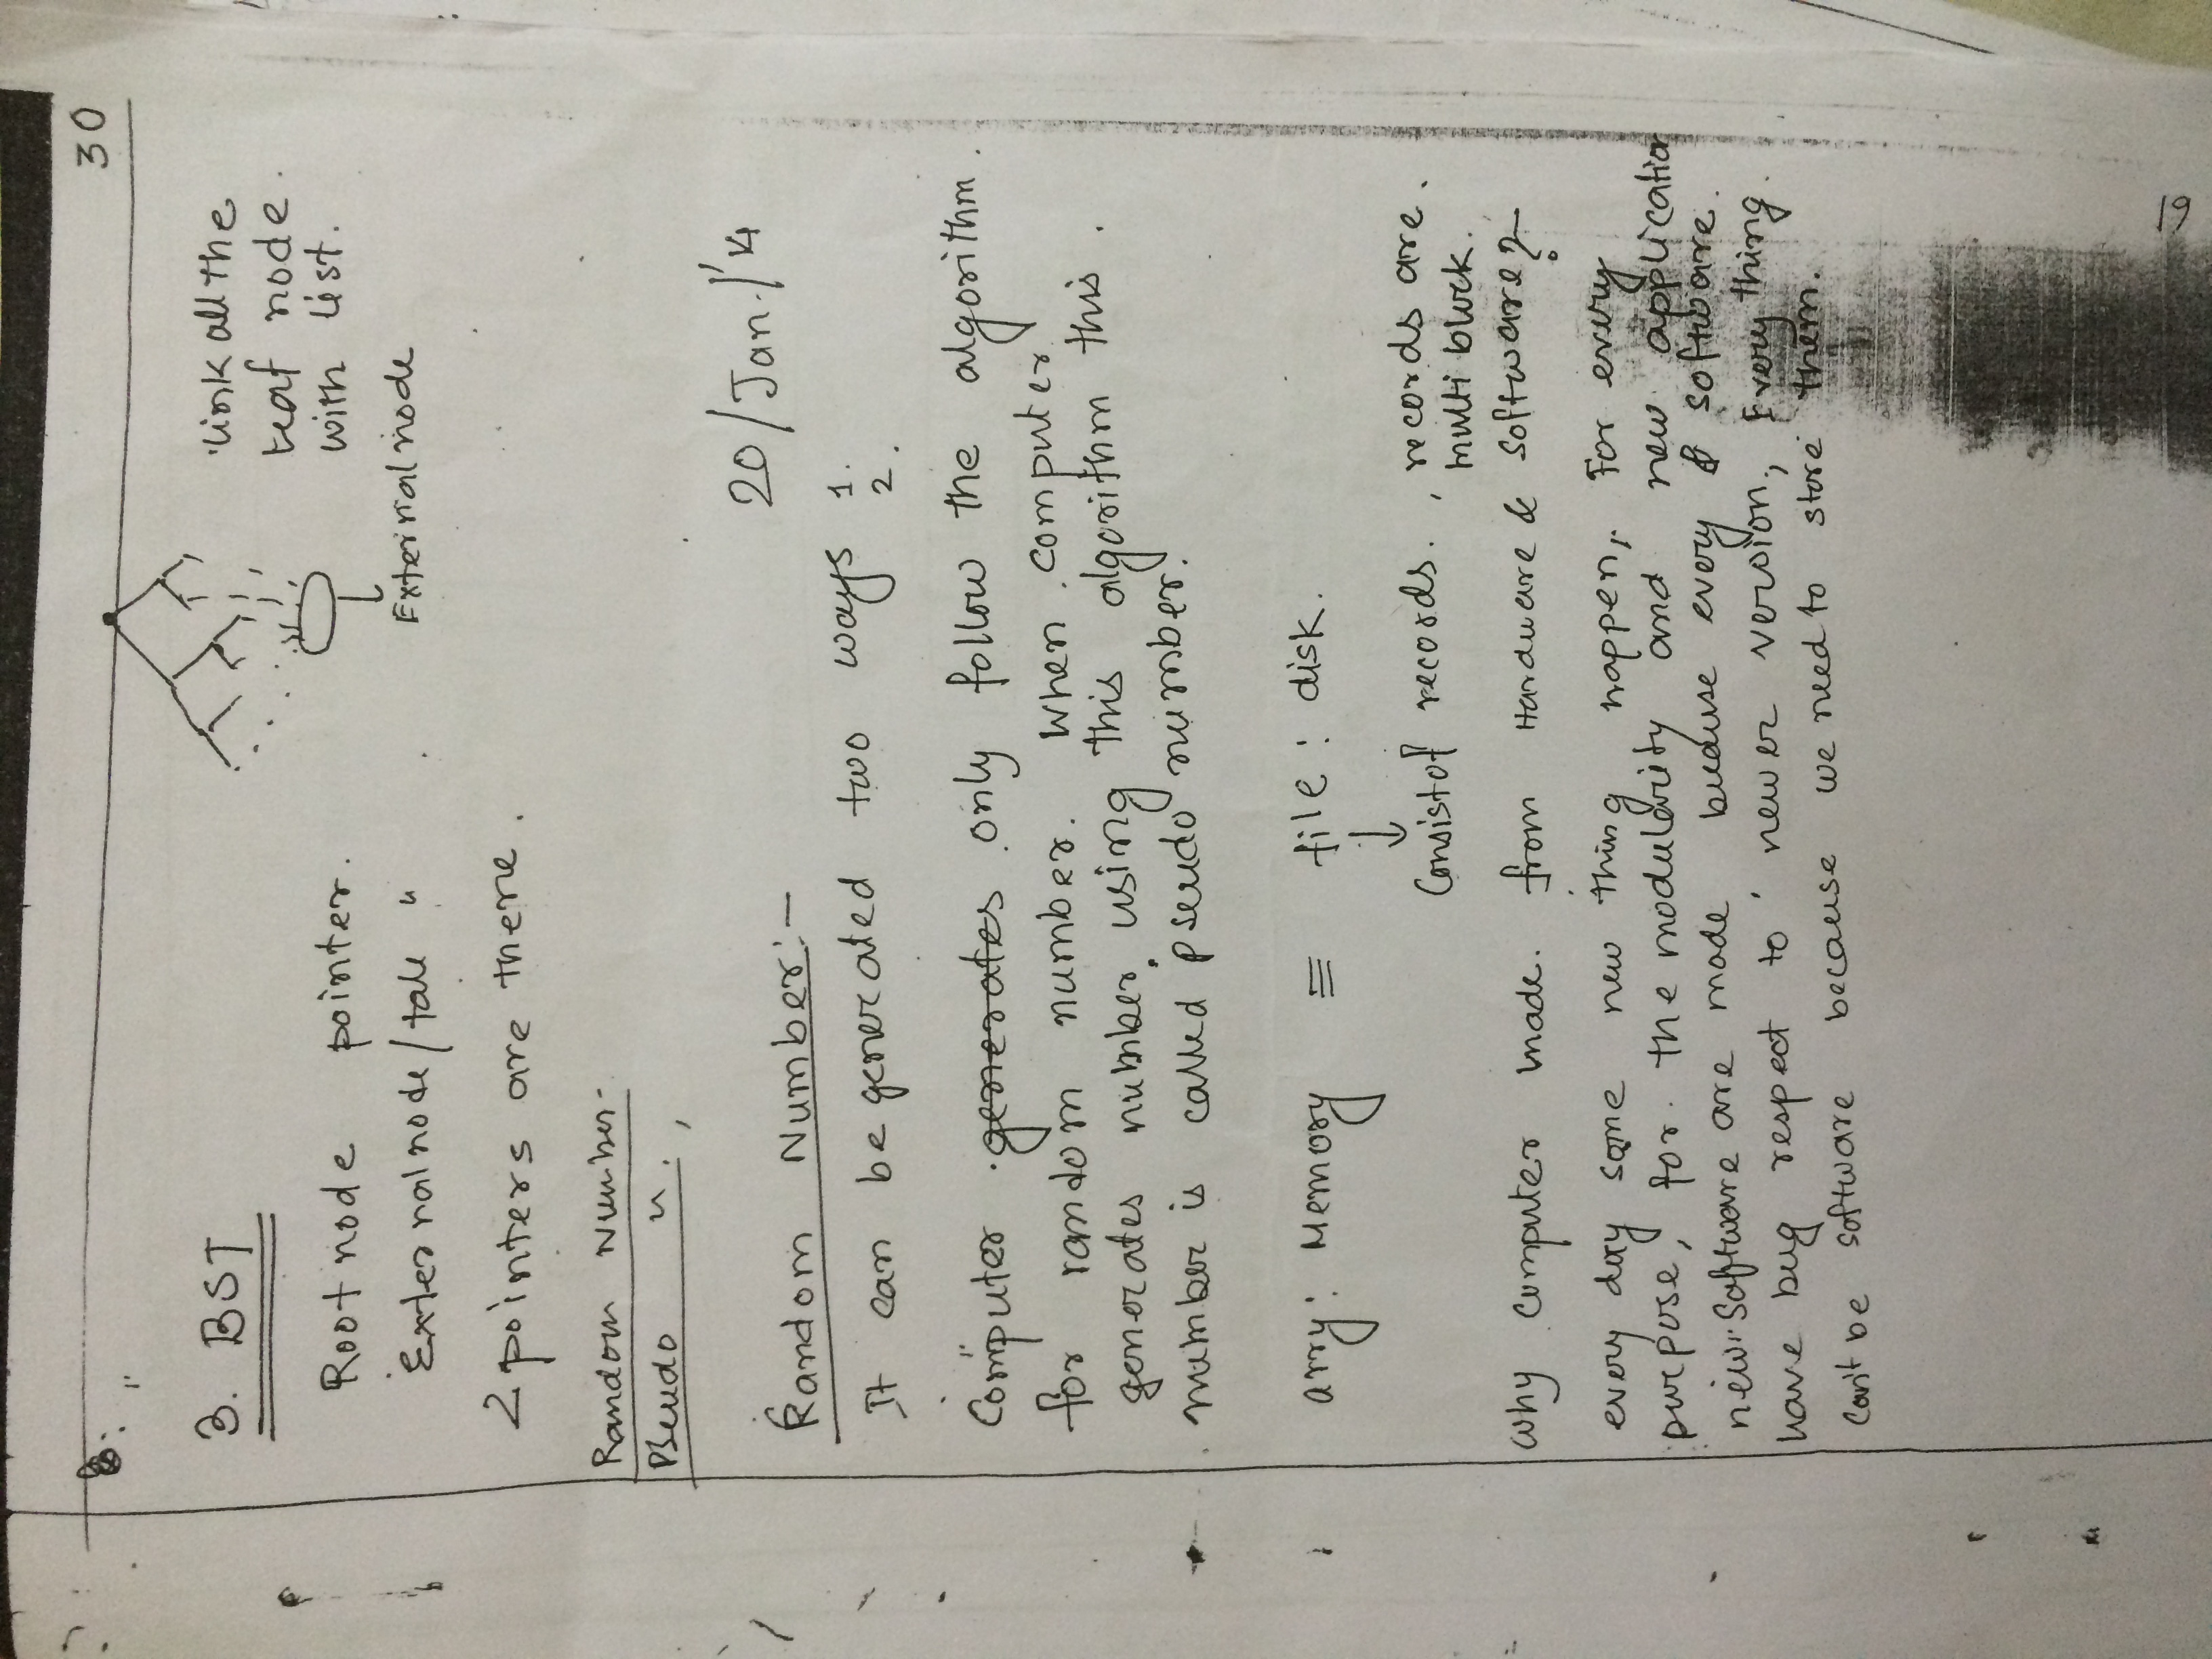 30
"
3. BST
link all the
leaf node.
with list.
Root node pointer.
External node / tale "
External node
2 pointers are there.
Random Number-
Pseudo ".,
20/Jan./'14
Random Number:-
It can be generated two ways 1.
2.
Computer generates only follow the algorithm.
for random number. When computer
generates number using this algorithm this.
number is called pseudo number.
arry: Memory ≡ file: disk.
↓
Consist of records., records are.
multi block.
Why computer made. from Hardware & Software?
every day some new thing happen,. For every
purpose, for the modularity and new application
new software are made because every software.
have bug respect to newer version., Every thing.
can't be software because we need to store them.